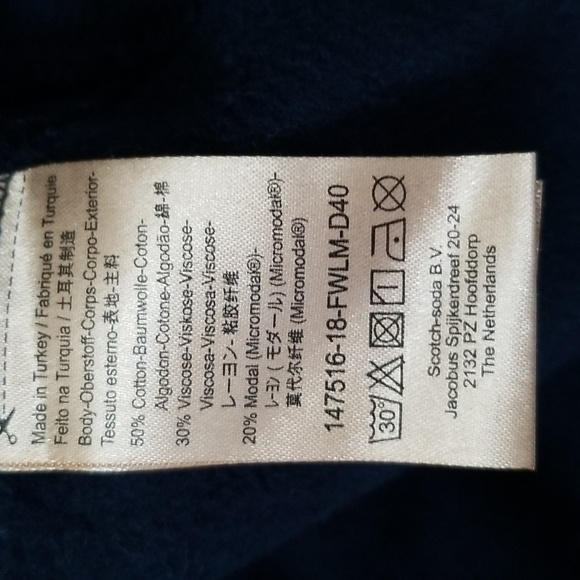 Made in Turkey / Fabriqué en Turquie
Feito na Turquia / 土耳其制造
Body-Oberstoff-Corps-Corpo-Exterior-
Tessuto esterno-表地-主料
50% Cotton-Baumwolle-Coton-
Algodon-Cotone-Algodão-綿-棉
30% Viscose-Viskose-Viscose-
Viscosa-Viscosa-Viscose-
レーヨン- 粘胶纤维
20% Modal (Micromodal®)-
レーヨン ( モダール) (Micromodal®)-
莫代尔纤维 (Micromodal®)
147516-18-FWLM-D40
30°
Scotch-soda B.V.
Jacobus Spijkerdreef 20-24
2132 PZ Hoofddorp
The Netherlands